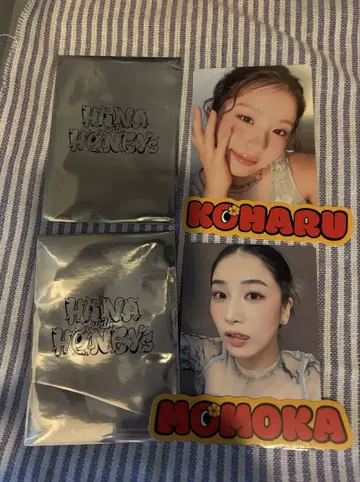 HANA
with
HONEYs
KOHARU
HANA
with
HONEYs
MOMOKA